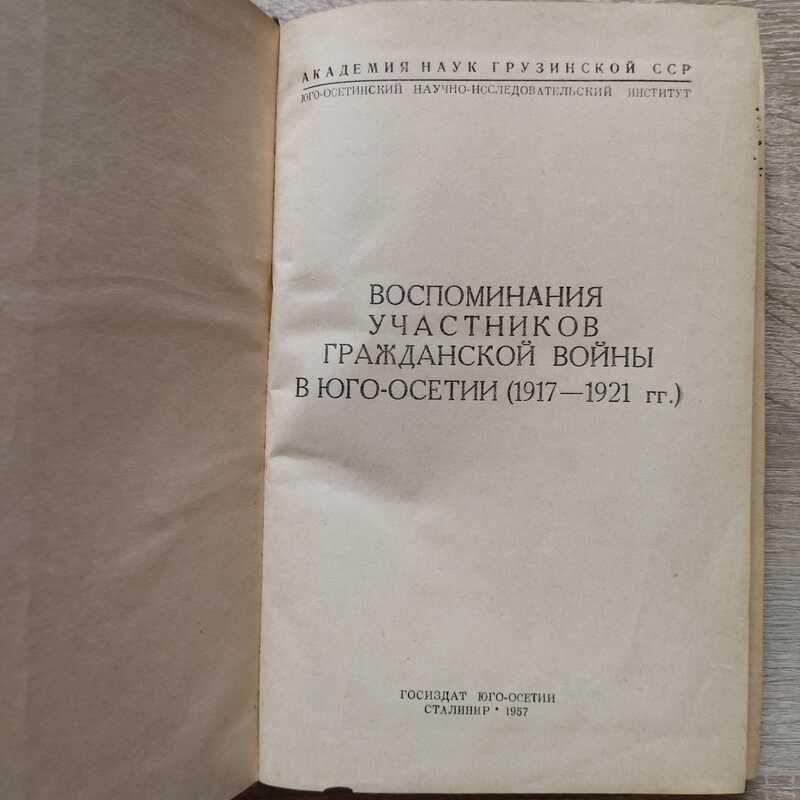 АКАДЕМИЯ НАУК ГРУЗИНСКОЙ ССР
ЮГО-ОСЕТИНСКИЙ НАУЧНО-ИССЛЕДОВАТЕЛЬСКИЙ ИНСТИТУТ
ВОСПОМИНАНИЯ
УЧАСТНИКОВ
ГРАЖДАНСКОЙ ВОЙНЫ
В ЮГО-ОСЕТИИ (1917—1921 гг.)
ГОСИЗДАТ ЮГО-ОСЕТИИ
СТАЛИНИР * 1957